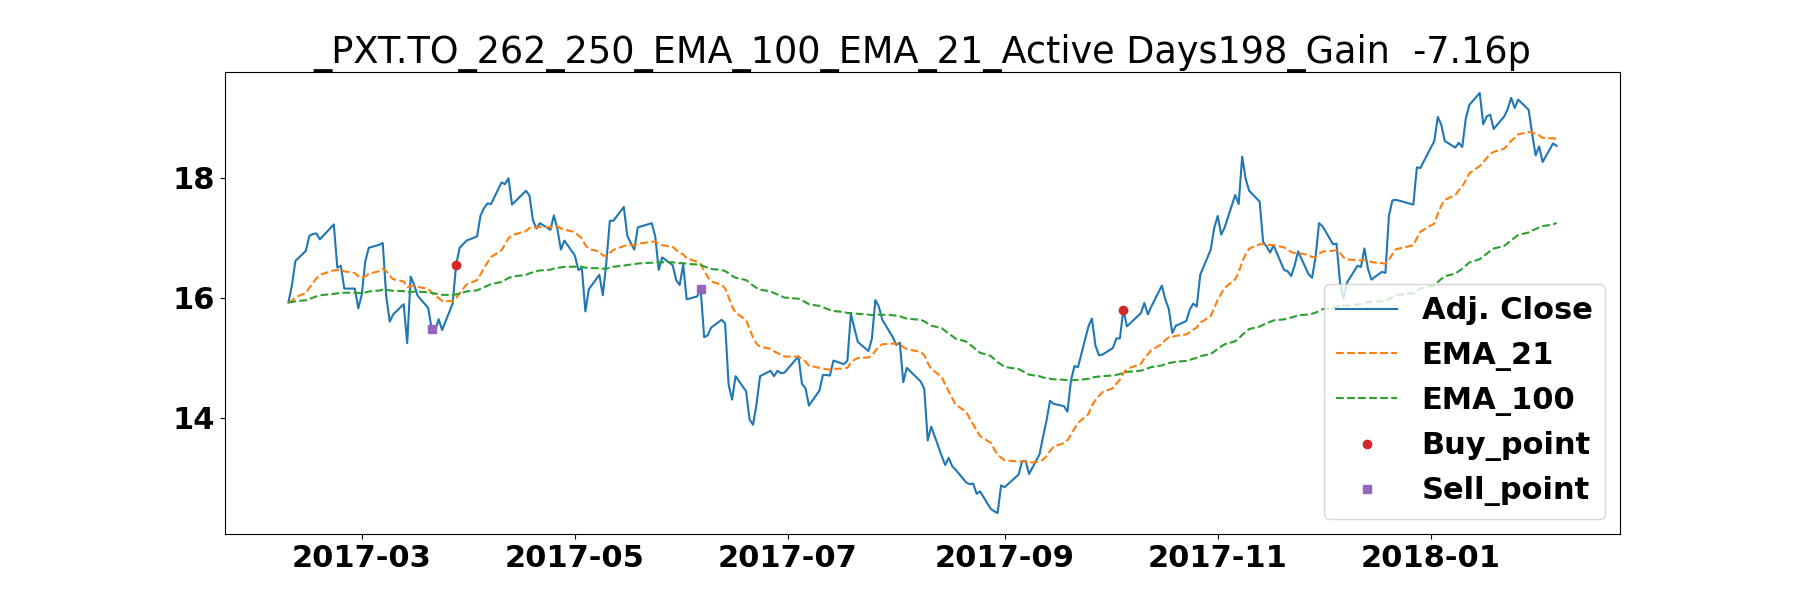 _PXT.TO_262_250_EMA_100_EMA_21_Active Days198_Gain  -7.16p
18
16
14
2017-03 2017-05 2017-07 2017-09 2017-11 2018-01
Adj. Close
EMA_21
EMA_100
Buy_point
Sell_point